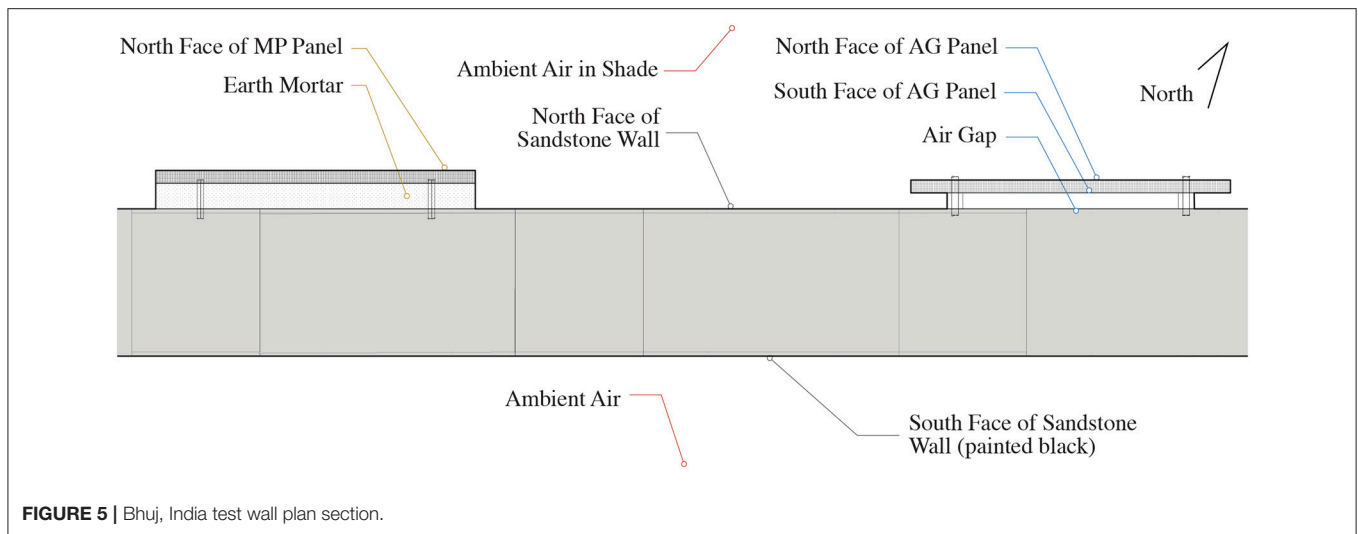 North Face of MP Panel
Earth Mortar
Ambient Air in Shade
North Face of
Sandstone Wall
North Face of AG Panel
South Face of AG Panel
Air Gap
North
Ambient Air
South Face of Sandstone
Wall (painted black)
FIGURE 5 | Bhuj, India test wall plan section.